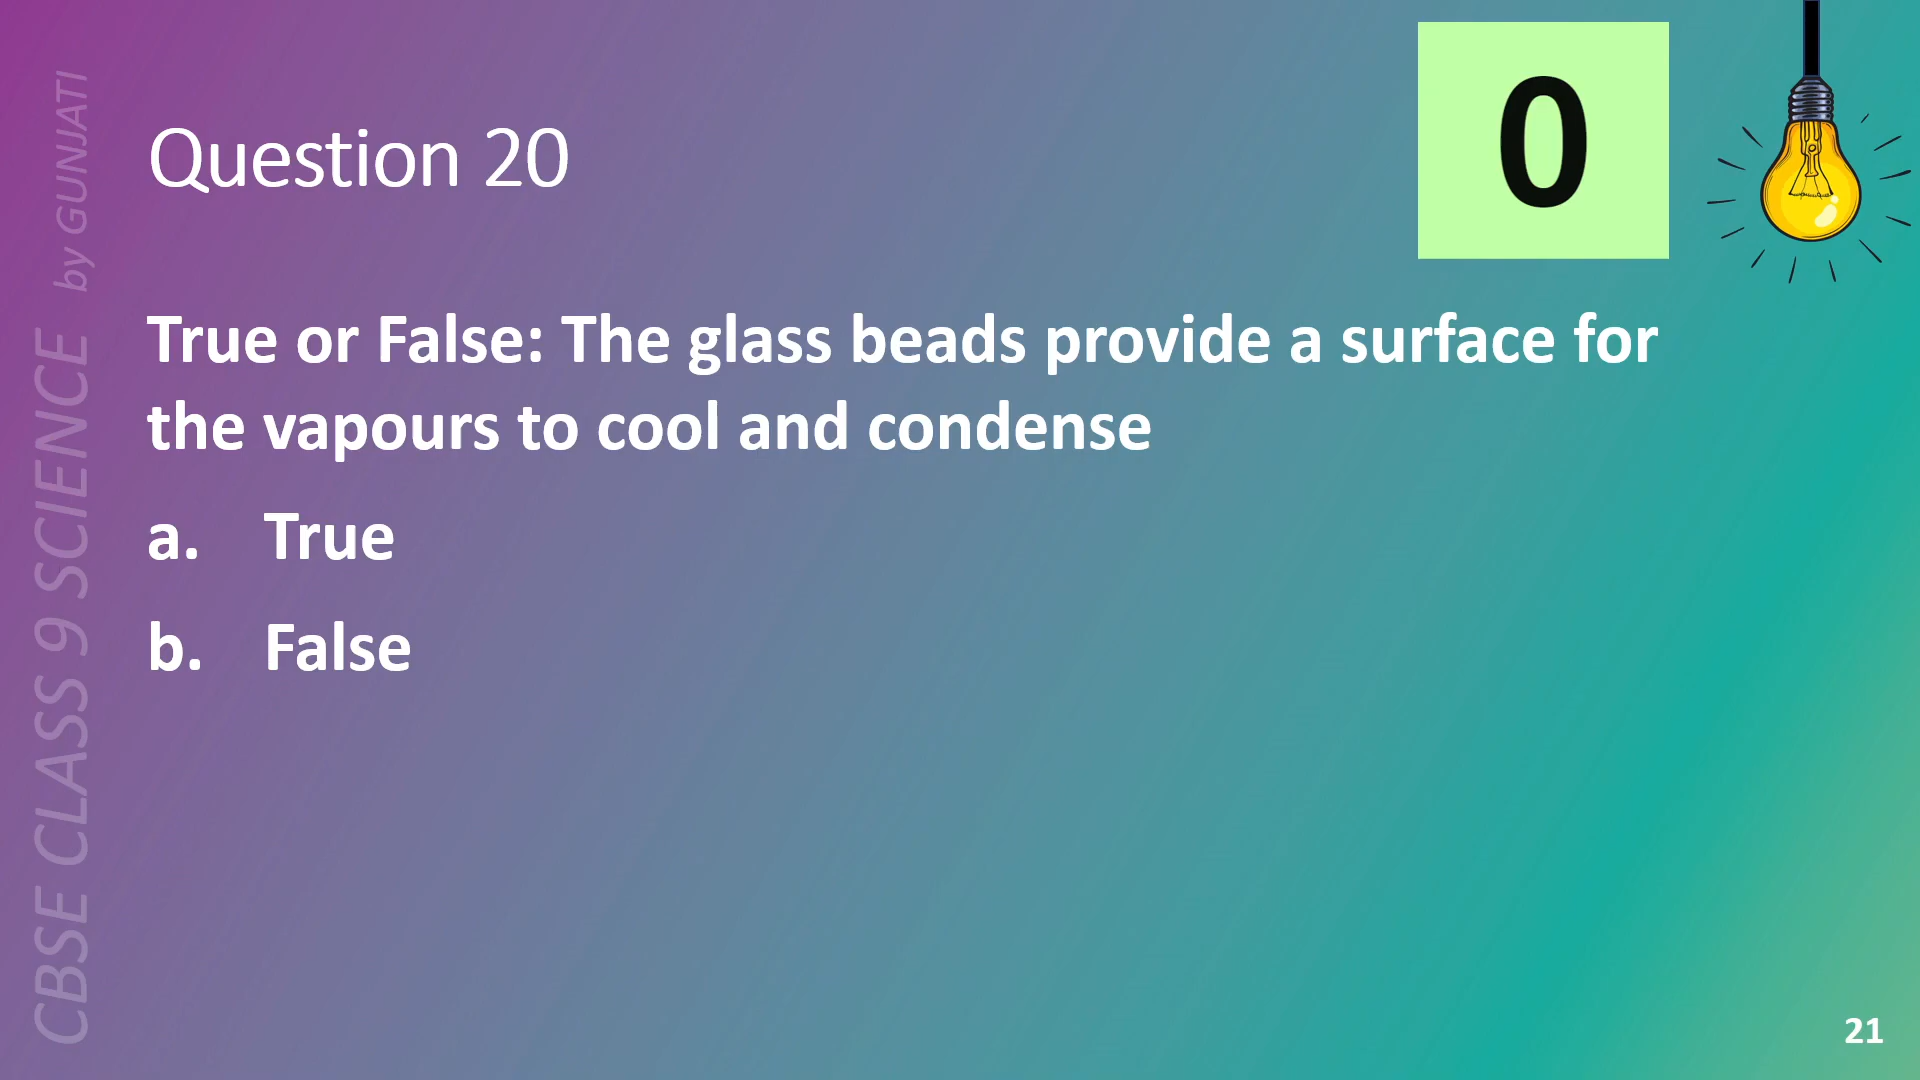 CBSE CLASS 9 SCIENCE by GUNJATI
Question 20
0
True or False: The glass beads provide a surface for
the vapours to cool and condense
a. True
b. False
21